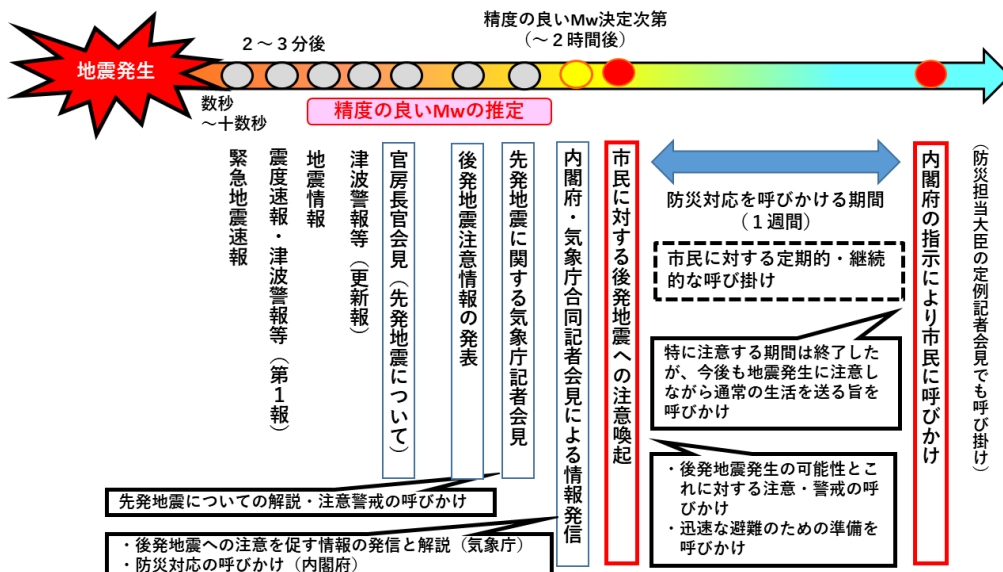 精度の良いMw決定次第
（～２時間後）
２～３分後
地震発生
数秒
～十数秒
精度の良いMwの推定
緊急地震速報
震度速報・津波警報等（第１報）
地震情報
津波警報等（更新報）
官房長官会見（先発地震について）
後発地震注意情報の発表
先発地震に関する気象庁記者会見
内閣府・気象庁合同記者会見による情報発信
市民に対する後発地震への注意喚起
防災対応を呼びかける期間
（１週間）
市民に対する定期的・継続
的な呼び掛け
特に注意する期間は終了した
が、今後も地震発生に注意し
ながら通常の生活を送る旨を
呼びかけ
・後発地震発生の可能性とこ
れに対する注意・警戒の呼
びかけ
・迅速な避難のための準備を
呼びかけ
内閣府の指示により市民に呼びかけ
（防災担当大臣の定例記者会見でも呼び掛け）
先発地震についての解説・注意警戒の呼びかけ
・後発地震への注意を促す情報の発信と解説（気象庁）
・防災対応の呼びかけ（内閣府）